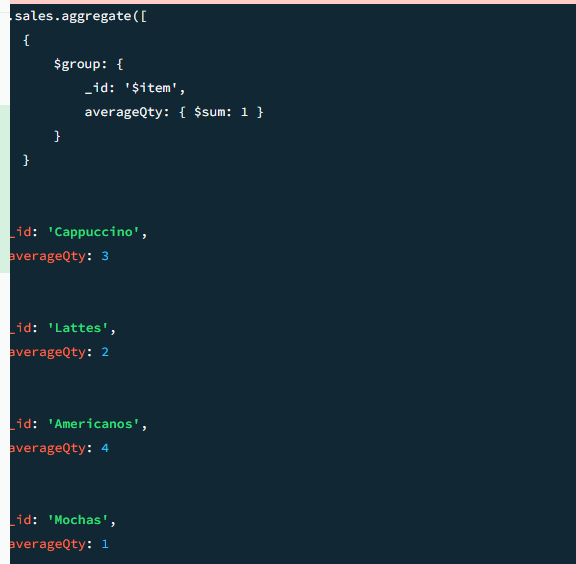 .sales.aggregate([
{
$group: {
_id: '$item',
averageQty: { $sum: 1 }
}
}
_id: 'Cappuccino',
averageQty: 3
_id: 'Lattes',
averageQty: 2
_id: 'Americanos',
averageQty: 4
_id: 'Mochas',
averageQty: 1